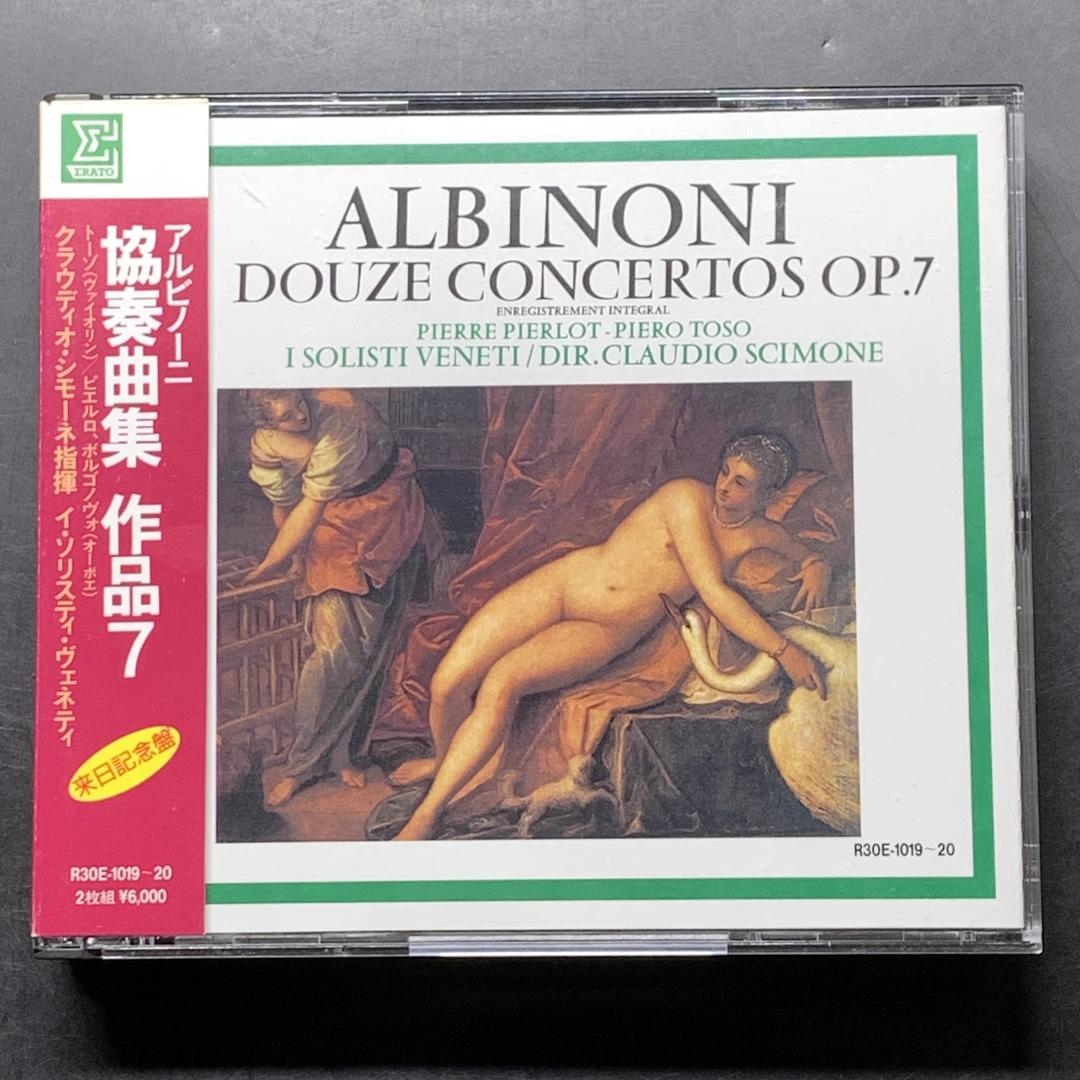 ERATO
アルビノーニ
協奏曲集 作品7
トーゾ(ヴァイオリン)/ピエルロ、ボルゴノヴォ(オーボエ)
クラウディオ・シモーネ指揮 イ・ソリスティ・ヴェネティ
来日記念盤
R30E-1019~20
2枚組 ¥6,000
ALBINONI
DOUZE CONCERTOS OP.7
ENREGISTREMENT INTEGRAL
PIERRE PIERLOT-PIERO TOSO
I SOLISTI VENETI/DIR.CLAUDIO SCIMONE
R30E-1019~20